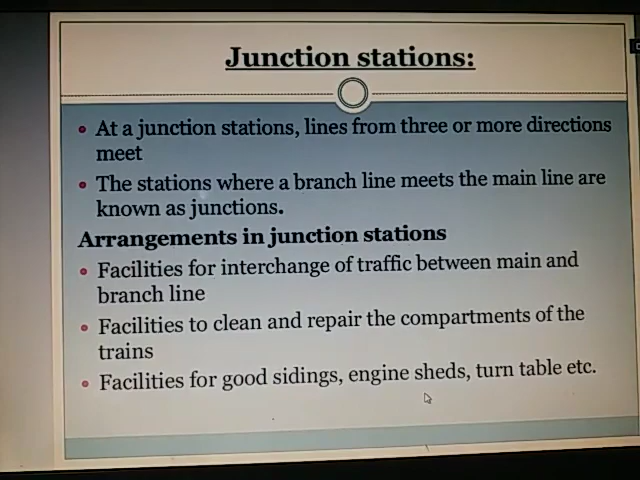 Junction stations:
At a junction stations, lines from three or more directions
meet
The stations where a branch line meets the main line are
known as junctions.
Arrangements in junction stations
Facilities for interchange of traffic between main and
branch line
Facilities to clean and repair the compartments of the
trains
Facilities for good sidings, engine sheds, turn table etc.